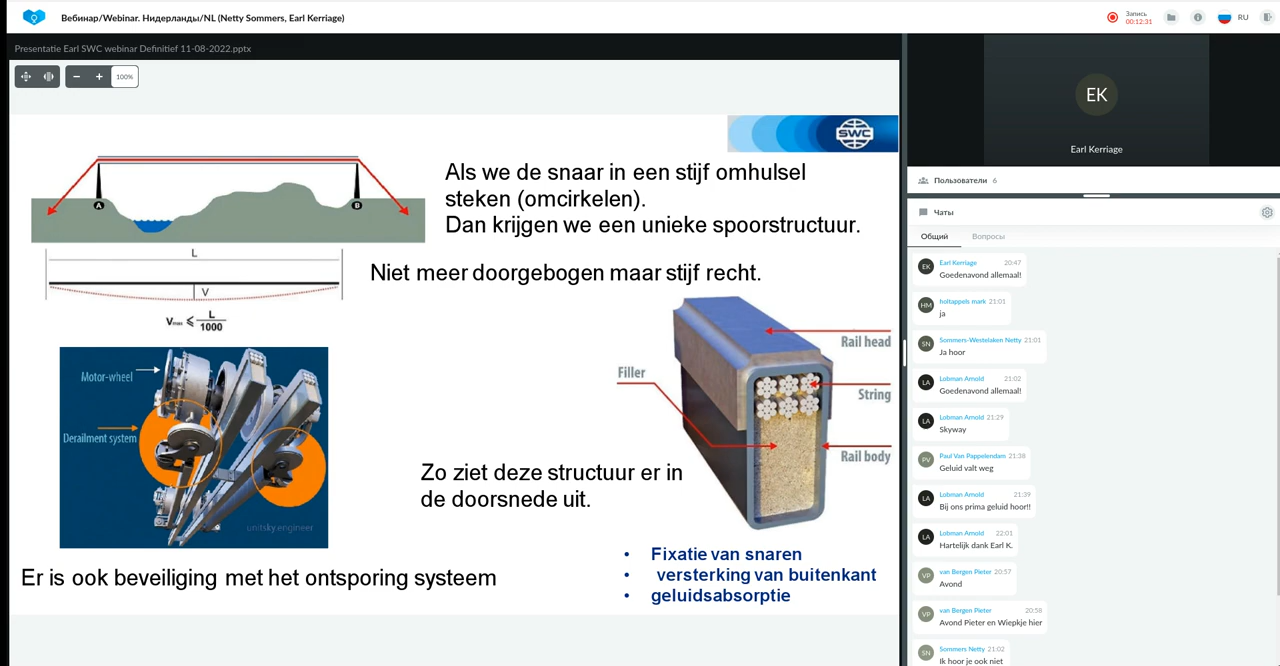 Вебинар/Webinar. Нидерланды/NL (Netty Sommers, Earl Kerriage)
Запись
00:12:31
RU
Presentatie Earl SWC webinar Definitief 11-08-2022.pptx
100%
SWC
Als we de snaar in een stijf omhulsel
steken (omcirkelen).
Dan krijgen we een unieke spoorstructuur.
A
B
L
V
Niet meer doorgebogen maar stijf recht.
Vmax ⩽ L/1000
Motor-wheel
Derailment system
unitsky.engineer
Rail head
Filler
String
Rail body
Zo ziet deze structuur er in
de doorsnede uit.
• Fixatie van snaren
• versterking van buitenkant
• geluidsabsorptie
Er is ook beveiliging met het ontsporing systeem
EK
Earl Kerriage
Пользователи 6
Чаты
Общий
Вопросы
EK
Earl Kerriage 20:47
Goedenavond allemaal!
HM
holtappels mark 21:01
ja
SN
Sommers-Westelaken Netty 21:01
Ja hoor
LA
Lobman Arnold 21:02
Goedenavond allemaal!
LA
Lobman Arnold 21:29
Skyway
PV
Paul Van Pappelendam 21:38
Geluid valt weg
LA
Lobman Arnold 21:39
Bij ons prima geluid hoor!!
LA
Lobman Arnold 22:01
Hartelijk dank Earl K.
VP
van Bergen Pieter 20:57
Avond
VP
van Bergen Pieter 20:58
Avond Pieter en Wiepkje hier
SN
Sommers Netty 21:02
Ik hoor je ook niet